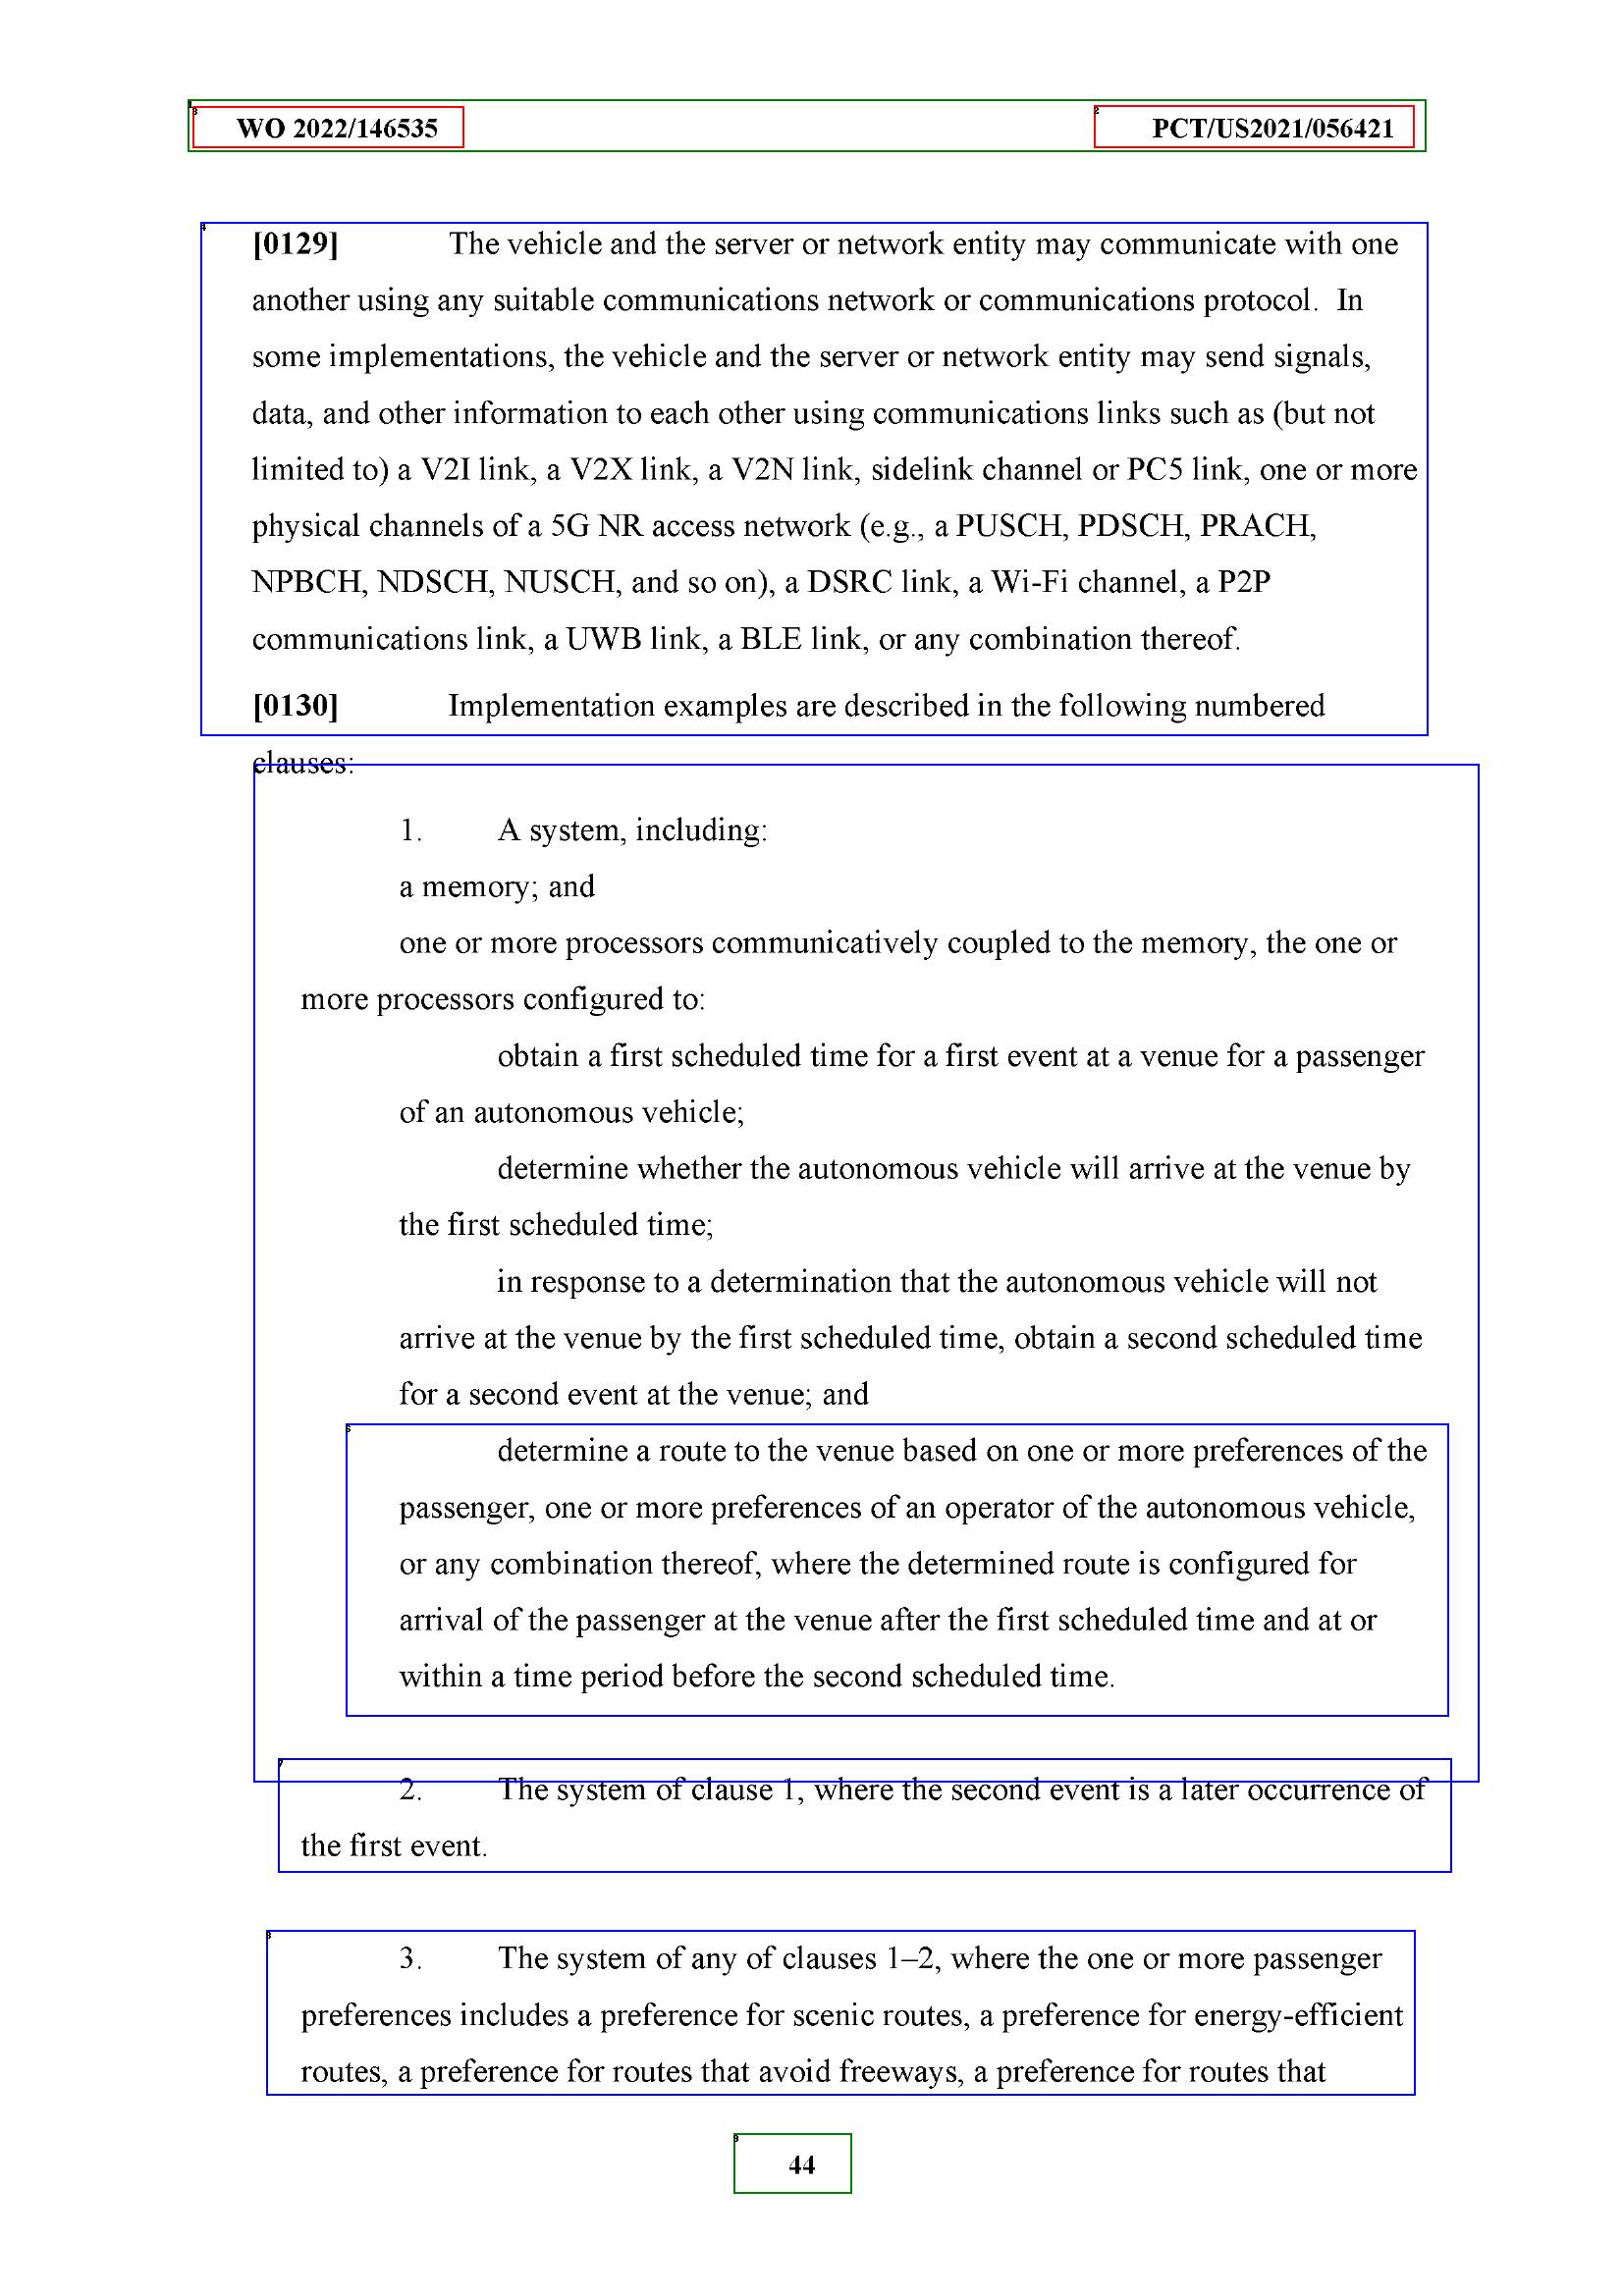 WO 2022/146535 PCT/US2021/056421
[0129] The vehicle and the server or network entity may communicate with one
another using any suitable communications network or communications protocol. In
some implementations, the vehicle and the server or network entity may send signals,
data, and other information to each other using communications links such as (but not
limited to) a V2I link, a V2X link, a V2N link, sidelink channel or PC5 link, one or more
physical channels of a 5G NR access network (e.g., a PUSCH, PDSCH, PRACH,
NPBCH, NDSCH, NUSCH, and so on), a DSRC link, a Wi-Fi channel, a P2P
communications link, a UWB link, a BLE link, or any combination thereof.
[0130] Implementation examples are described in the following numbered
clauses:
1. A system, including:
a memory; and
one or more processors communicatively coupled to the memory, the one or
more processors configured to:
obtain a first scheduled time for a first event at a venue for a passenger
of an autonomous vehicle;
determine whether the autonomous vehicle will arrive at the venue by
the first scheduled time;
in response to a determination that the autonomous vehicle will not
arrive at the venue by the first scheduled time, obtain a second scheduled time
for a second event at the venue; and
determine a route to the venue based on one or more preferences of the
passenger, one or more preferences of an operator of the autonomous vehicle,
or any combination thereof, where the determined route is configured for
arrival of the passenger at the venue after the first scheduled time and at or
within a time period before the second scheduled time.
2. The system of clause 1, where the second event is a later occurrence of
the first event.
3. The system of any of clauses 1–2, where the one or more passenger
preferences includes a preference for scenic routes, a preference for energy-efficient
routes, a preference for routes that avoid freeways, a preference for routes that
44